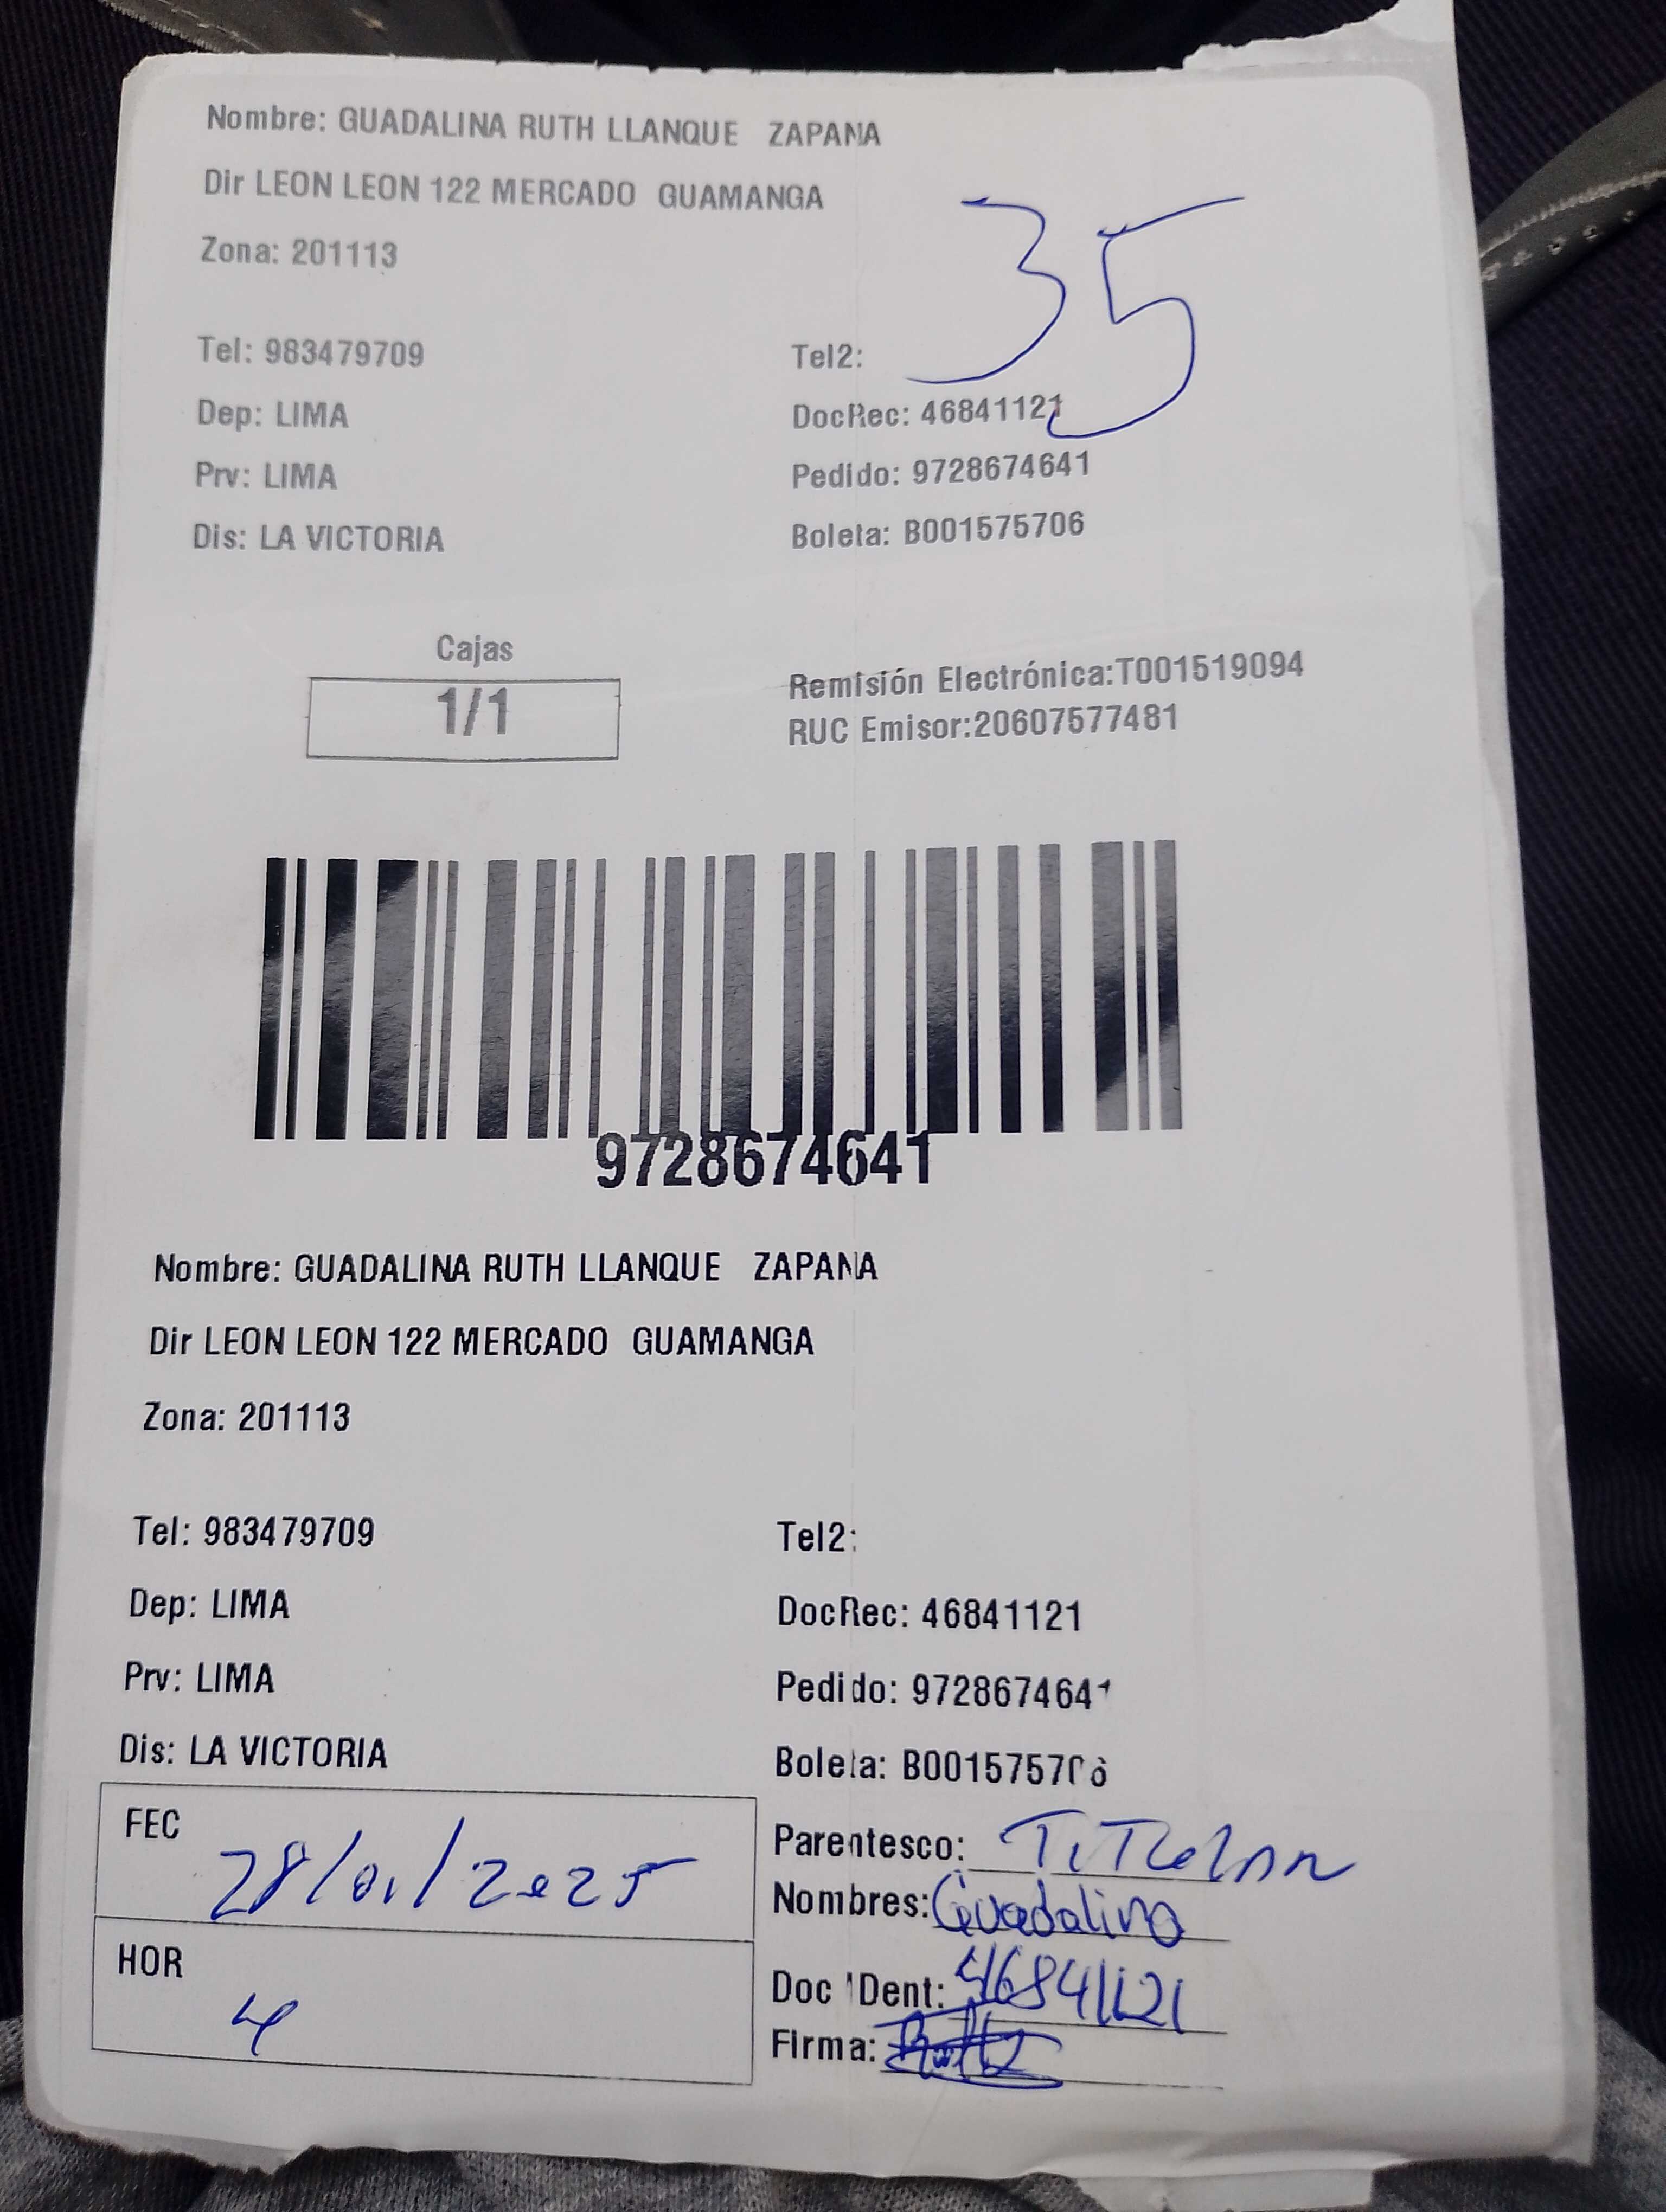 Nombre: GUADALINA RUTH LLANQUE ZAPANA
Dir LEON LEON 122 MERCADO GUAMANGA
35
Zona: 201113
Tel: 983479709 Tel2:
Dep: LIMA DocRec: 46841121
Prv: LIMA Pedido: 9728674641
Dis: LA VICTORIA Boleta: B001575706
Cajas
1/1
Remisión Electrónica:T001519094
RUC Emisor:20607577481
9728674641
Nombre: GUADALINA RUTH LLANQUE ZAPANA
Dir LEON LEON 122 MERCADO GUAMANGA
Zona: 201113
Tel: 983479709 Tel2:
Dep: LIMA DocRec: 46841121
Prv: LIMA Pedido: 9728674641
Dis: LA VICTORIA Boleta: B001575706
FEC 28/01/2025
HOR 4
Parentesco: TiTular
Nombres: Guadalina
Doc IDent: 46841121
Firma: